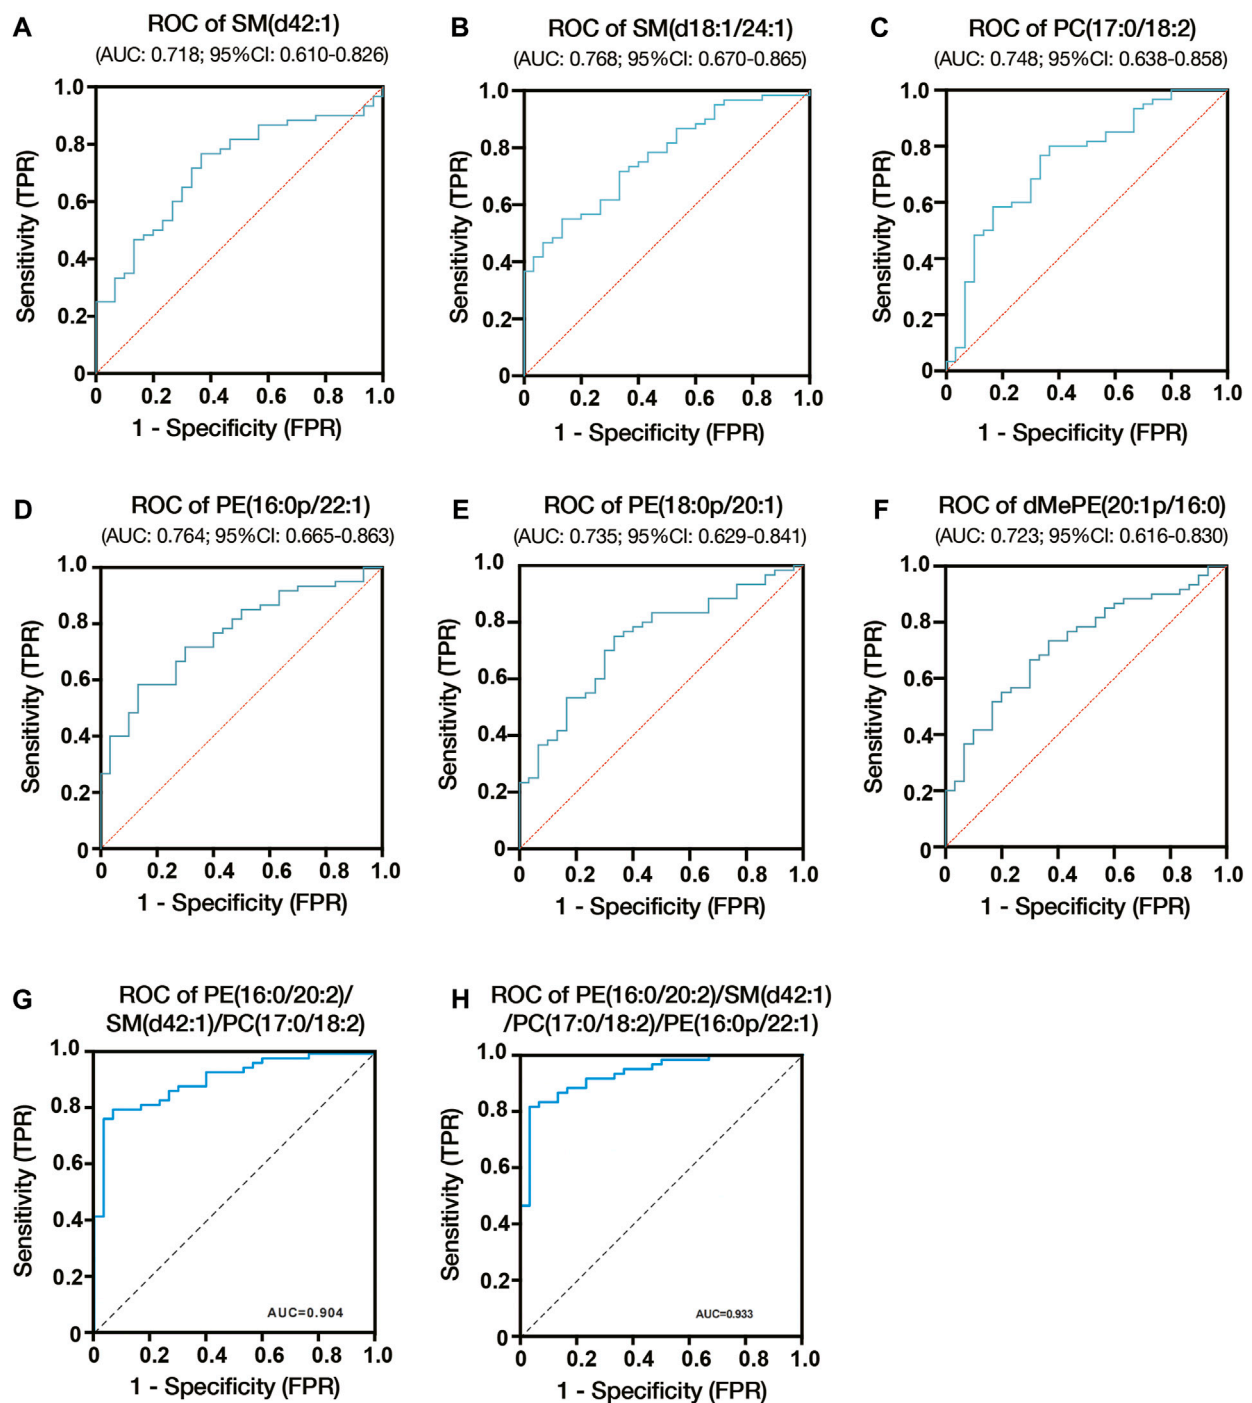 A
ROC of SM(d42:1)
(AUC: 0.718; 95%CI: 0.610-0.826)
1.0
0.8
0.6
0.4
0.2
0
0 0.2 0.4 0.6 0.8 1.0
Sensitivity (TPR)
1 - Specificity (FPR)
B
ROC of SM(d18:1/24:1)
(AUC: 0.768; 95%CI: 0.670-0.865)
1.0
0.8
0.6
0.4
0.2
0
0 0.2 0.4 0.6 0.8 1.0
Sensitivity (TPR)
1 - Specificity (FPR)
C
ROC of PC(17:0/18:2)
(AUC: 0.748; 95%CI: 0.638-0.858)
1.0
0.8
0.6
0.4
0.2
0
0 0.2 0.4 0.6 0.8 1.0
Sensitivity (TPR)
1 - Specificity (FPR)
D
ROC of PE(16:0p/22:1)
(AUC: 0.764; 95%CI: 0.665-0.863)
1.0
0.8
0.6
0.4
0.2
0
0 0.2 0.4 0.6 0.8 1.0
Sensitivity (TPR)
1 - Specificity (FPR)
E
ROC of PE(18:0p/20:1)
(AUC: 0.735; 95%CI: 0.629-0.841)
1.0
0.8
0.6
0.4
0.2
0
0 0.2 0.4 0.6 0.8 1.0
Sensitivity (TPR)
1 - Specificity (FPR)
F
ROC of dMePE(20:1p/16:0)
(AUC: 0.723; 95%CI: 0.616-0.830)
1.0
0.8
0.6
0.4
0.2
0
0 0.2 0.4 0.6 0.8 1.0
Sensitivity (TPR)
1 - Specificity (FPR)
G
ROC of PE(16:0/20:2)/
SM(d42:1)/PC(17:0/18:2)
1.0
0.8
0.6
0.4
0.2
0
0 0.2 0.4 0.6 0.8 1.0
AUC=0.904
Sensitivity (TPR)
1 - Specificity (FPR)
H
ROC of PE(16:0/20:2)/SM(d42:1)
/PC(17:0/18:2)/PE(16:0p/22:1)
1.0
0.8
0.6
0.4
0.2
0
0 0.2 0.4 0.6 0.8 1.0
AUC=0.933
Sensitivity (TPR)
1 - Specificity (FPR)